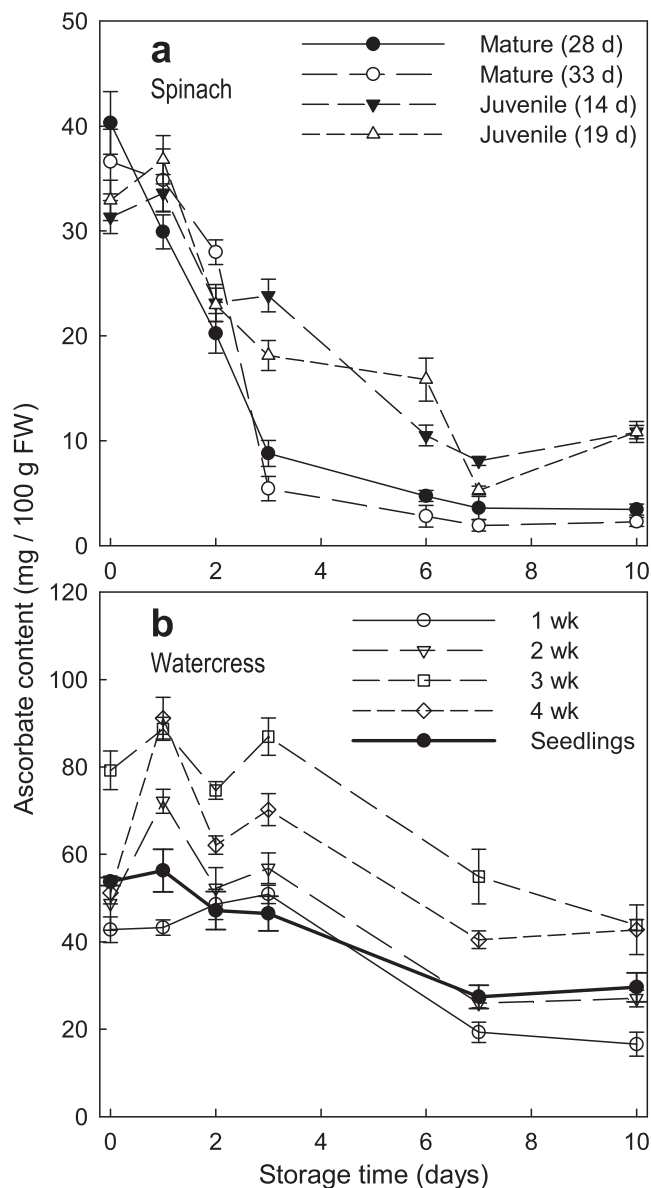 50
a
Spinach
Mature (28 d)
Mature (33 d)
Juvenile (14 d)
Juvenile (19 d)
40
30
20
10
0
0 2 4 6 8 10
Ascorbate content (mg / 100 g FW)
120
b
Watercress
1 wk
2 wk
3 wk
4 wk
Seedlings
100
80
60
40
20
0
0 2 4 6 8 10
Storage time (days)